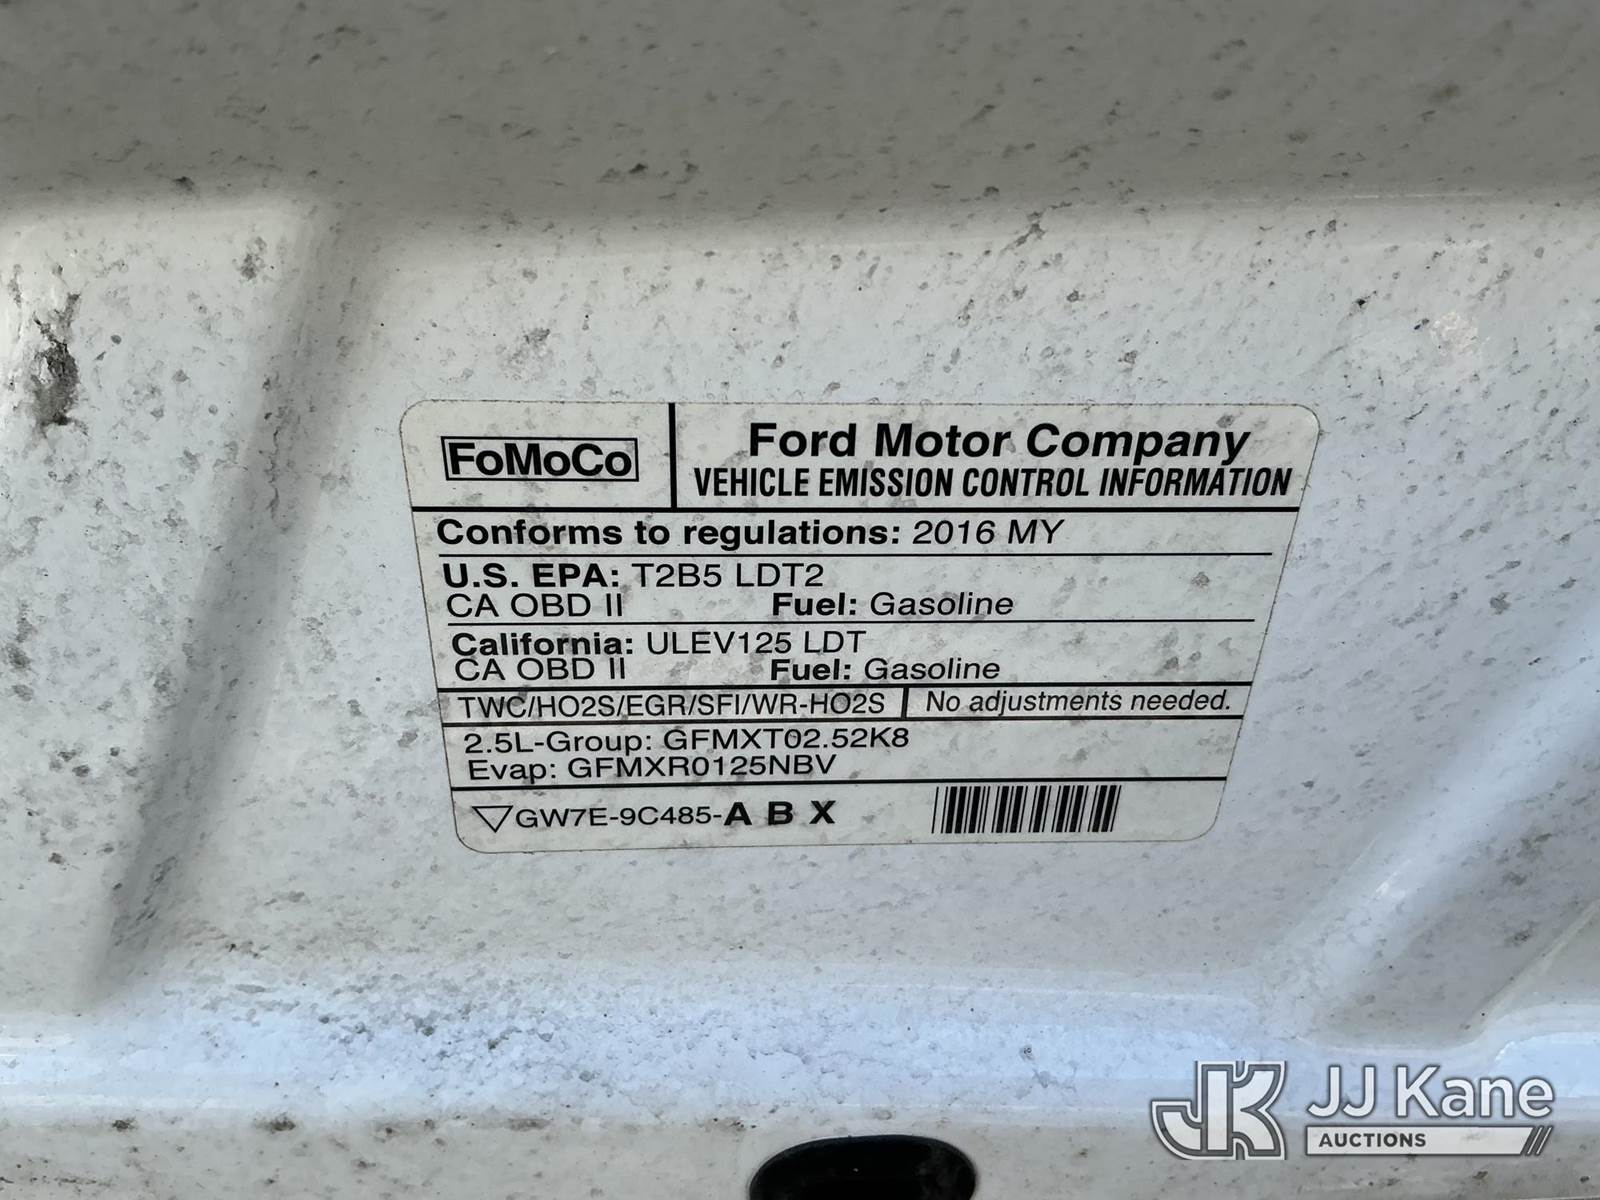 FoMoCo
Ford Motor Company
VEHICLE EMISSION CONTROL INFORMATION
Conforms to regulations: 2016 MY
U.S. EPA: T2B5 LDT2
CA OBD II Fuel: Gasoline
California: ULEV125 LDT
CA OBD II Fuel: Gasoline
TWC/HO2S/EGR/SFI/WR-HO2S No adjustments needed.
2.5L-Group: GFMXT02.52K8
Evap: GFMXR0125NBV
GW7E-9C485-A B X
JK JJ Kane
AUCTIONS